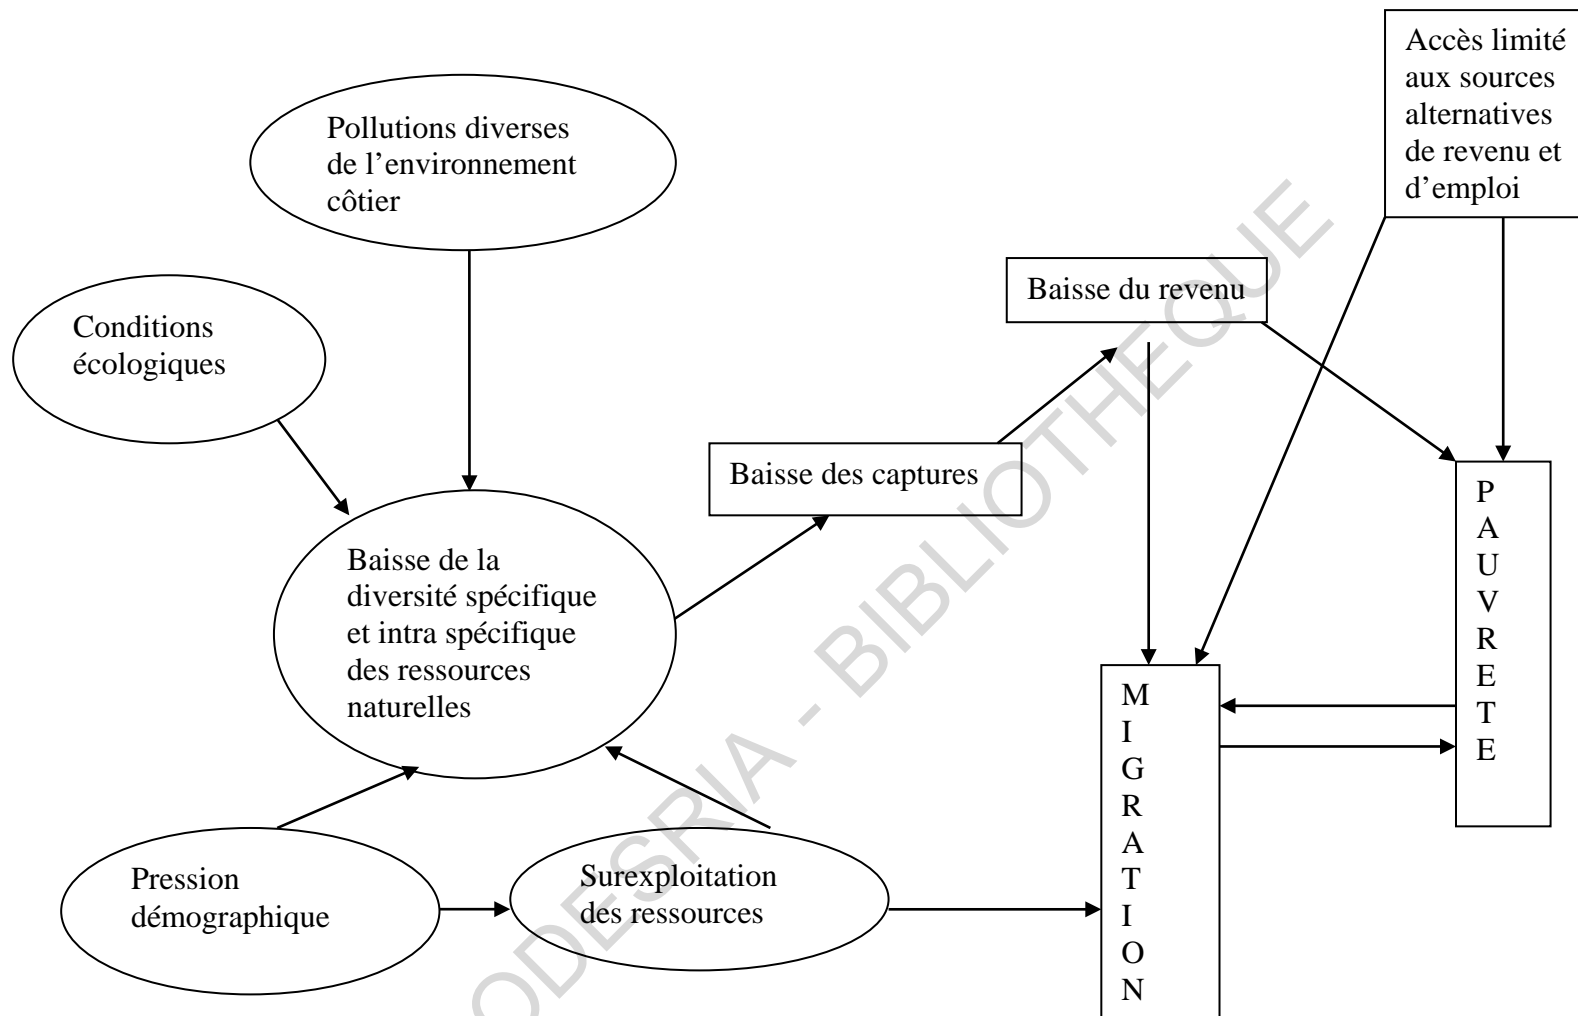 Accès limité
aux sources
alternatives
de revenu et
d’emploi
Pollutions diverses
de l’environnement
côtier
Baisse du revenu
Conditions
écologiques
Baisse des captures
P
A
U
V
R
E
T
E
Baisse de la
diversité spécifique
et intra spécifique
des ressources
naturelles
M
I
G
R
A
T
I
O
N
Pression
démographique
Surexploitation
des ressources
ODESRIA - BIBLIOTHEQUE